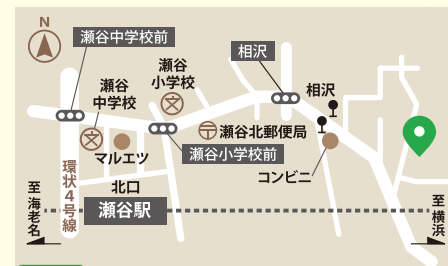 N
瀬谷中学校前
瀬谷
小学校
相沢
相沢
瀬谷
中学校
文
文
瀬谷北郵便局
マルエツ
瀬谷小学校前
コンビニ
環状4号線
北口
瀬谷駅
至海老名
至横浜